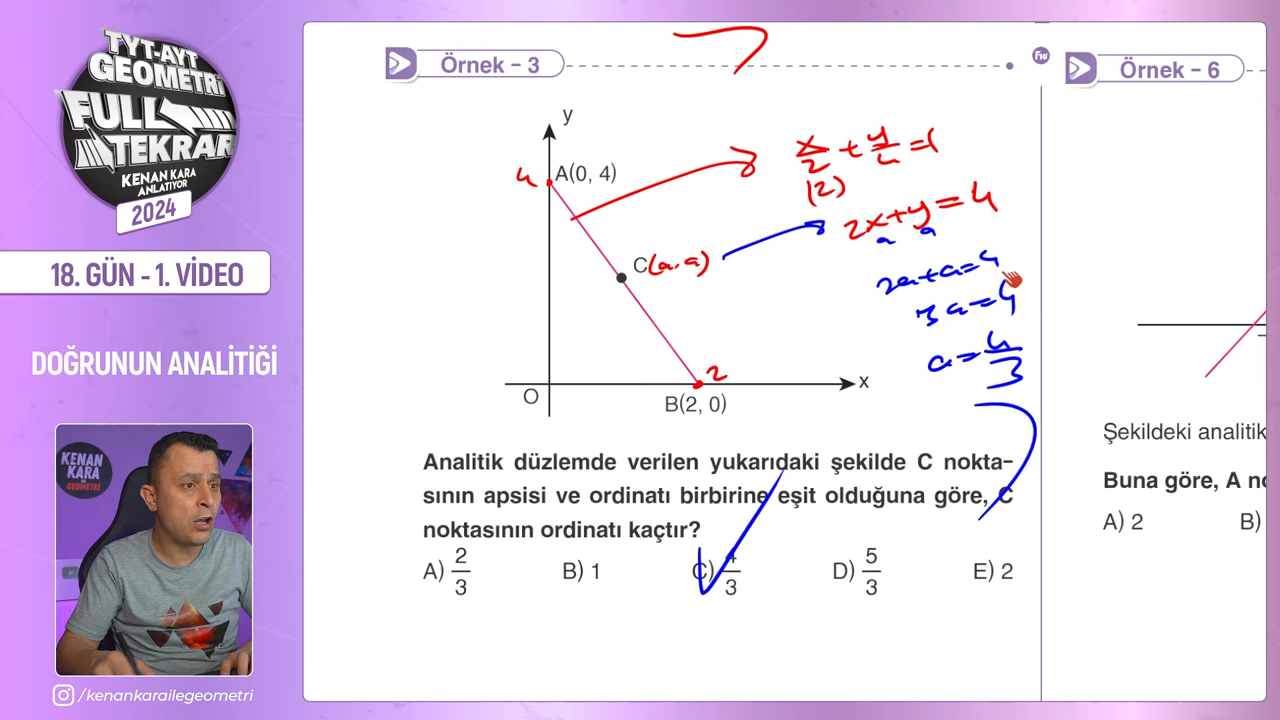 TYT-AYT
GEOMETRİ
FULL
TEKRAR
KENAN KARA
ANLATIYOR
2024
18. GÜN - 1. VİDEO
DOĞRUNUN ANALİTİĞİ
KENAN
KARA
GEOMETRİ
/kenankarailegeometri
Örnek - 3
y
4 A(0, 4)
C(a,a)
2
O
B(2, 0)
x
x/2 + y/4 = 1
(2)
2x+y=4
a a
2a+a=4
3a=4
a=4/3
Analitik düzlemde verilen yukarıdaki şekilde C nokta-
sının apsisi ve ordinatı birbirine eşit olduğuna göre, C
noktasının ordinatı kaçtır?
A) 2/3 B) 1 C) 4/3 D) 5/3 E) 2
Örnek - 6
Şekildeki analitik
Buna göre, A
A) 2 B)